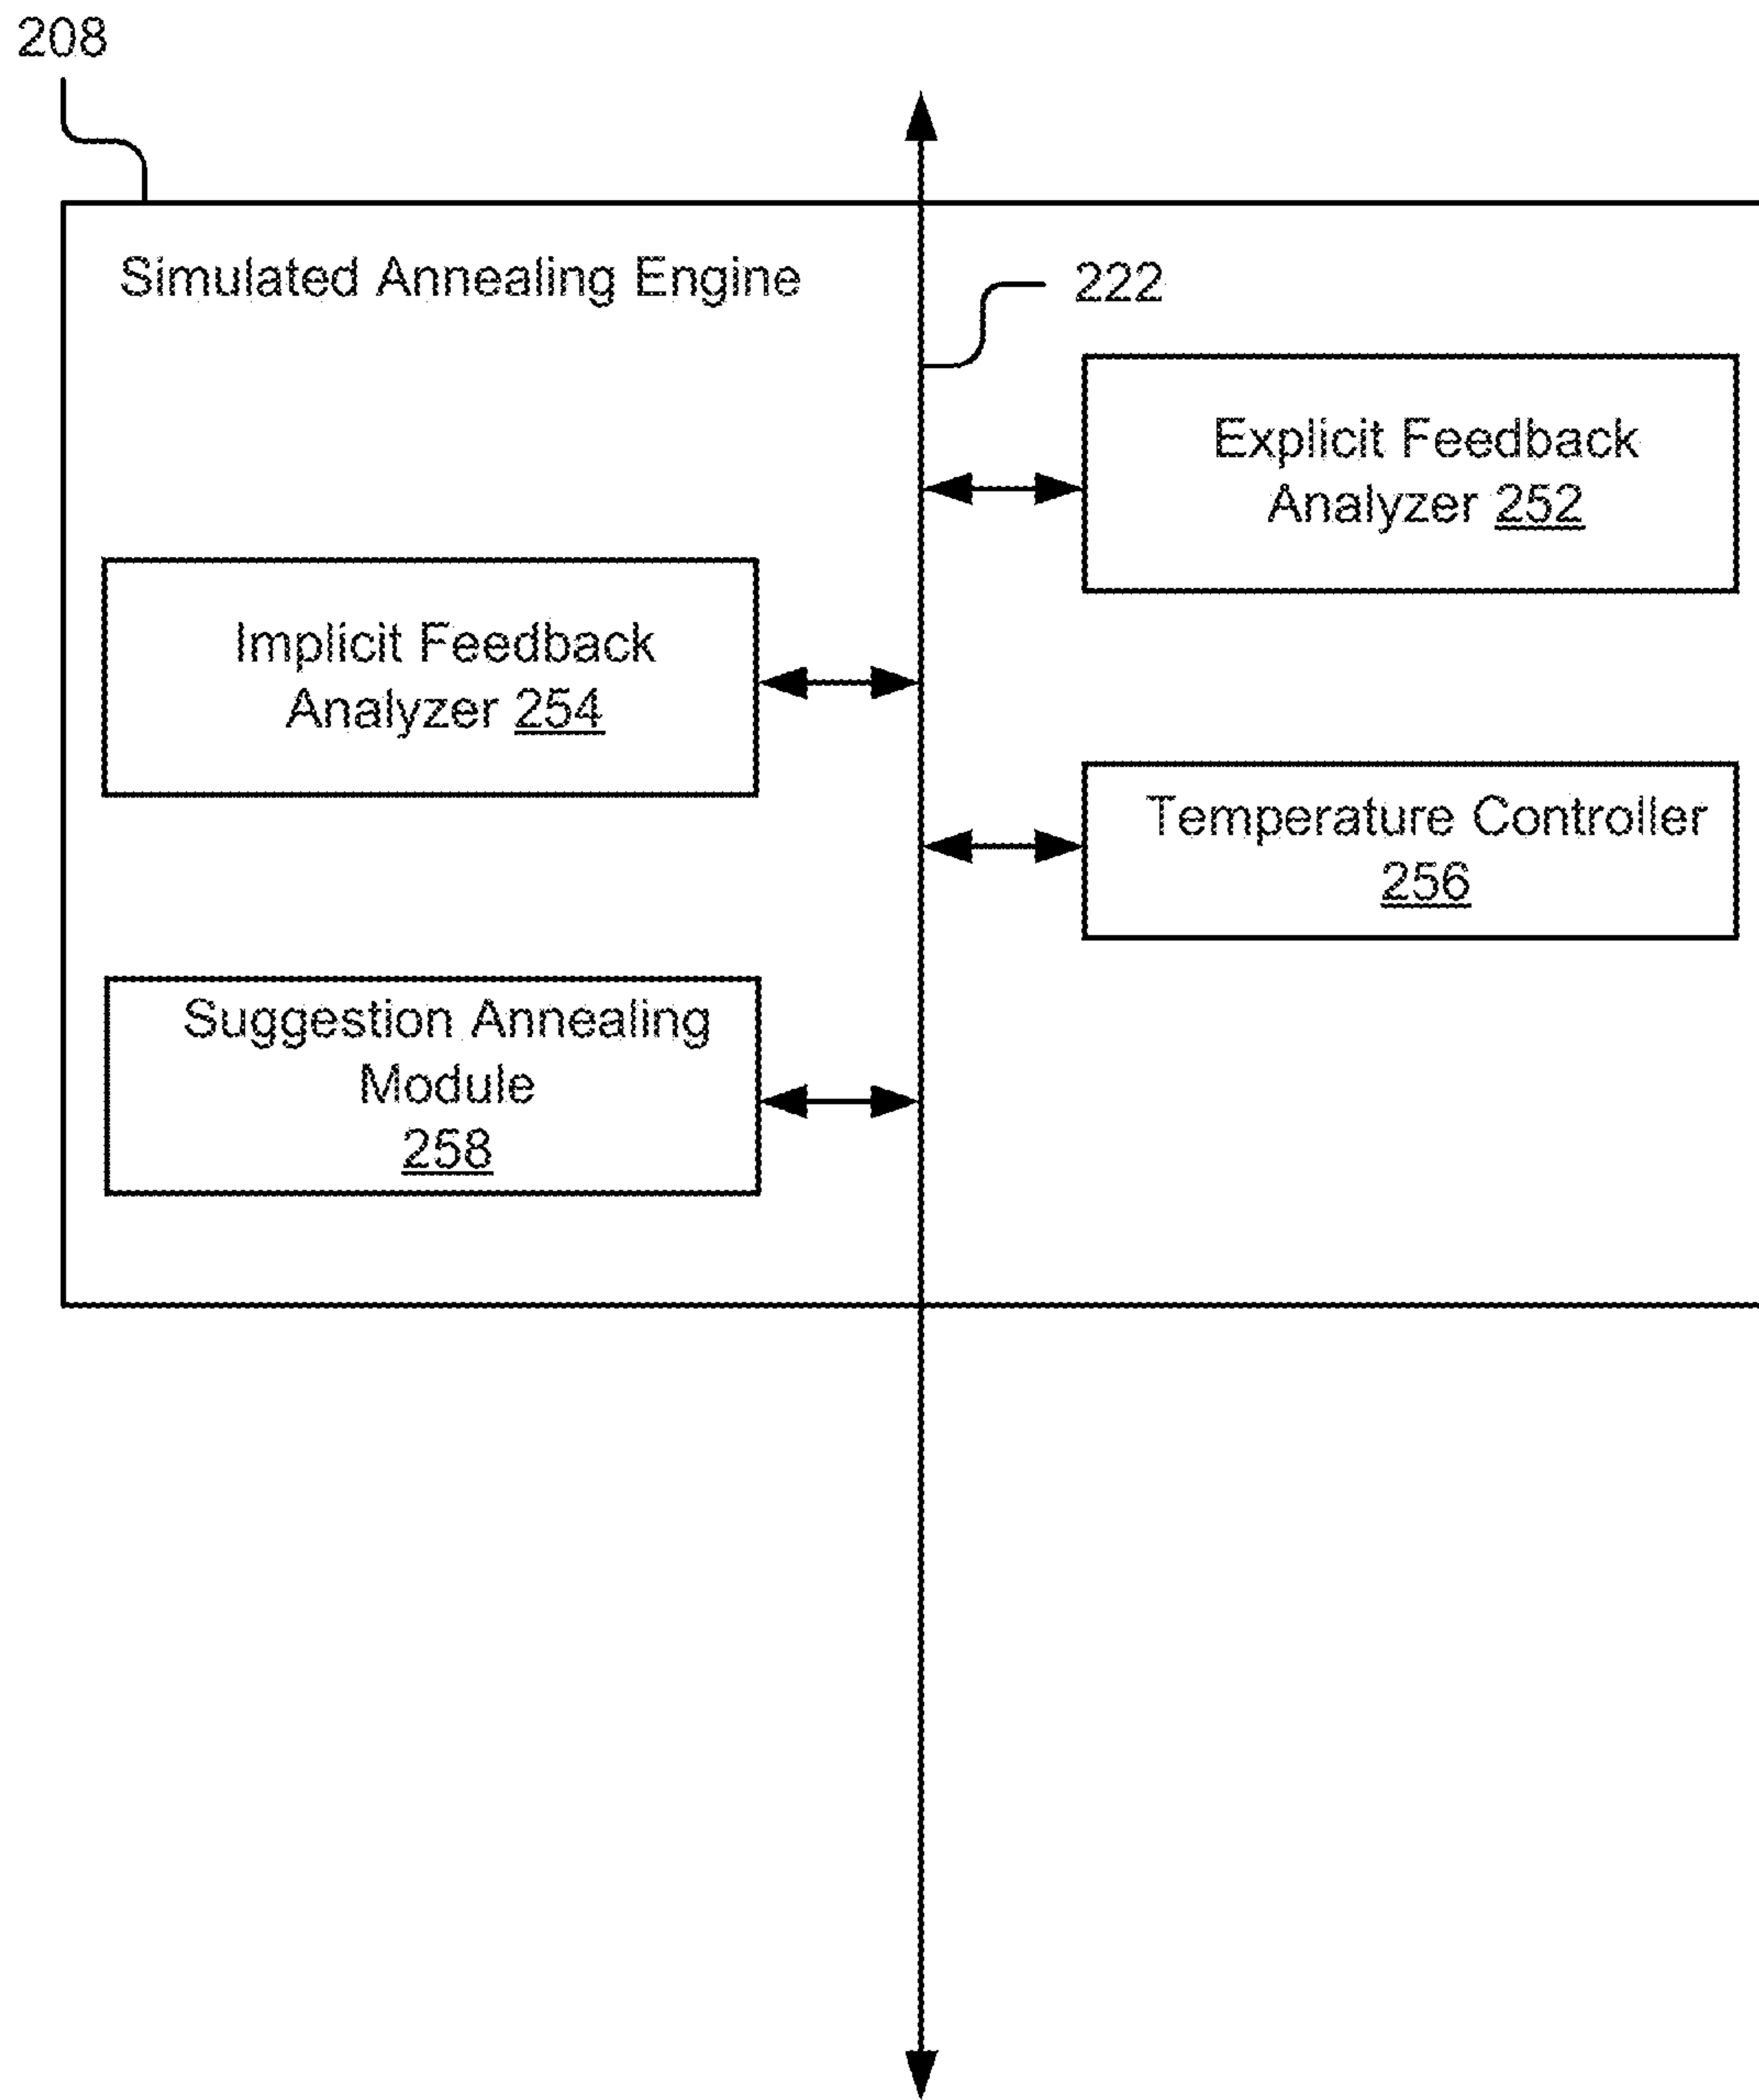 208
Simulated Annealing Engine
222
Explicit Feedback
Analyzer 252
Implicit Feedback
Analyzer 254
Temperature Controller
256
Suggestion Annealing
Module
258